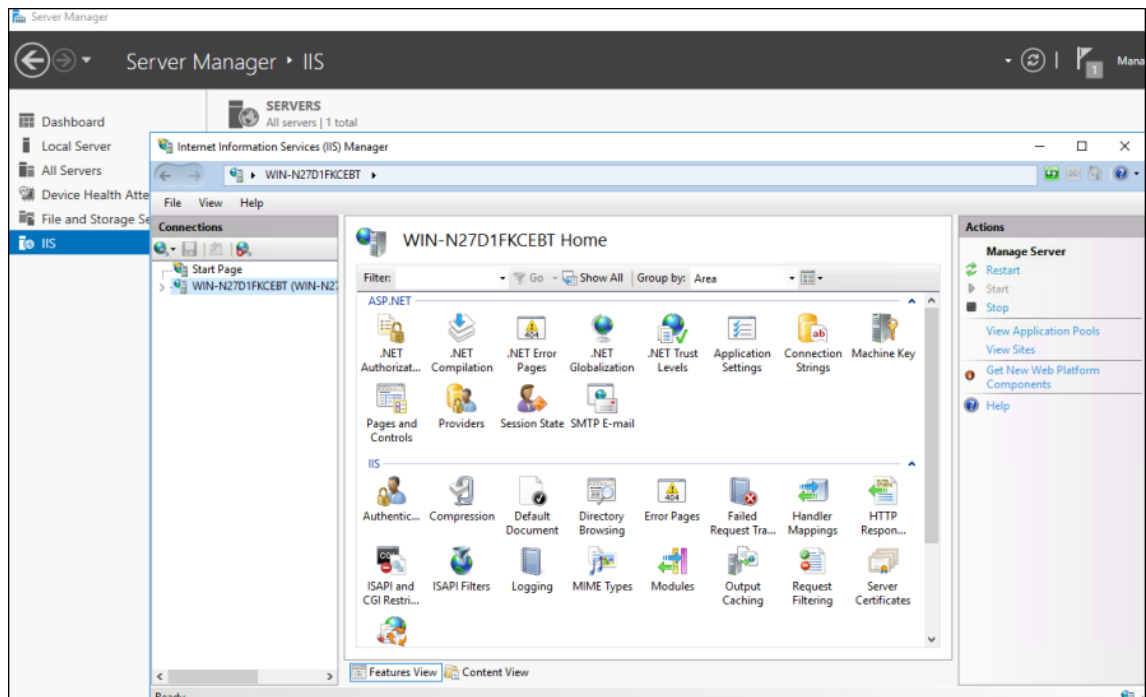 Server Manager
Server Manager • IIS
1
Mana
Dashboard
Local Server
All Servers
Device Health Atte
File and Storage Se
IIS
SERVERS
All servers | 1 total
Internet Information Services (IIS) Manager
WIN-N27D1FKCEBT
File View Help
Connections
Start Page
WIN-N27D1FKCEBT (WIN-N27
WIN-N27D1FKCEBT Home
Filter: Go Show All Group by: Area
ASP.NET
.NET Authorizat...
.NET Compilation
.NET Error Pages
.NET Globalization
.NET Trust Levels
Application Settings
Connection Strings
Machine Key
Pages and Controls
Providers
Session State
SMTP E-mail
IIS
Authentic...
Compression
Default Document
Directory Browsing
Error Pages
Failed Request Tra...
Handler Mappings
HTTP Respon...
ISAPI and CGI Restri...
ISAPI Filters
Logging
MIME Types
Modules
Output Caching
Request Filtering
Server Certificates
Features View Content View
Actions
Manage Server
Restart
Start
Stop
View Application Pools
View Sites
Get New Web Platform
Components
Help
Ready